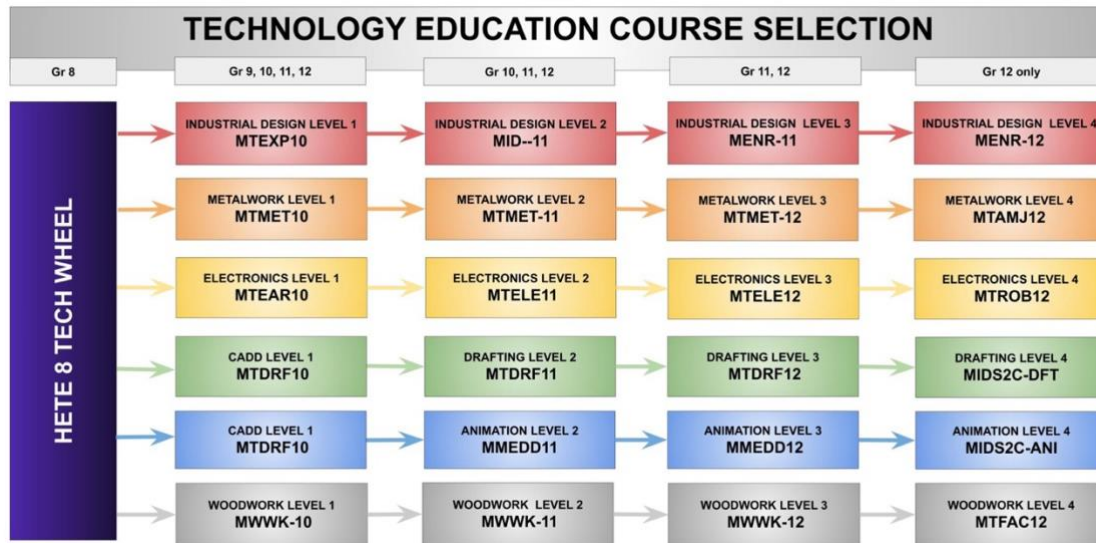 TECHNOLOGY EDUCATION COURSE SELECTION
Gr 8
Gr 9, 10, 11, 12
Gr 10, 11, 12
Gr 11, 12
Gr 12 only
HETE 8 TECH WHEEL
INDUSTRIAL DESIGN LEVEL 1
MTEXP10
INDUSTRIAL DESIGN LEVEL 2
MID--11
INDUSTRIAL DESIGN LEVEL 3
MENR-11
INDUSTRIAL DESIGN LEVEL 4
MENR-12
METALWORK LEVEL 1
MTMET10
METALWORK LEVEL 2
MTMET-11
METALWORK LEVEL 3
MTMET-12
METALWORK LEVEL 4
MTAMJ12
ELECTRONICS LEVEL 1
MTEAR10
ELECTRONICS LEVEL 2
MTELE11
ELECTRONICS LEVEL 3
MTELE12
ELECTRONICS LEVEL 4
MTROB12
CADD LEVEL 1
MTDRF10
DRAFTING LEVEL 2
MTDRF11
DRAFTING LEVEL 3
MTDRF12
DRAFTING LEVEL 4
MIDS2C-DFT
CADD LEVEL 1
MTDRF10
ANIMATION LEVEL 2
MMEDD11
ANIMATION LEVEL 3
MMEDD12
ANIMATION LEVEL 4
MIDS2C-ANI
WOODWORK LEVEL 1
MWWK-10
WOODWORK LEVEL 2
MWWK-11
WOODWORK LEVEL 3
MWWK-12
WOODWORK LEVEL 4
MTFAC12